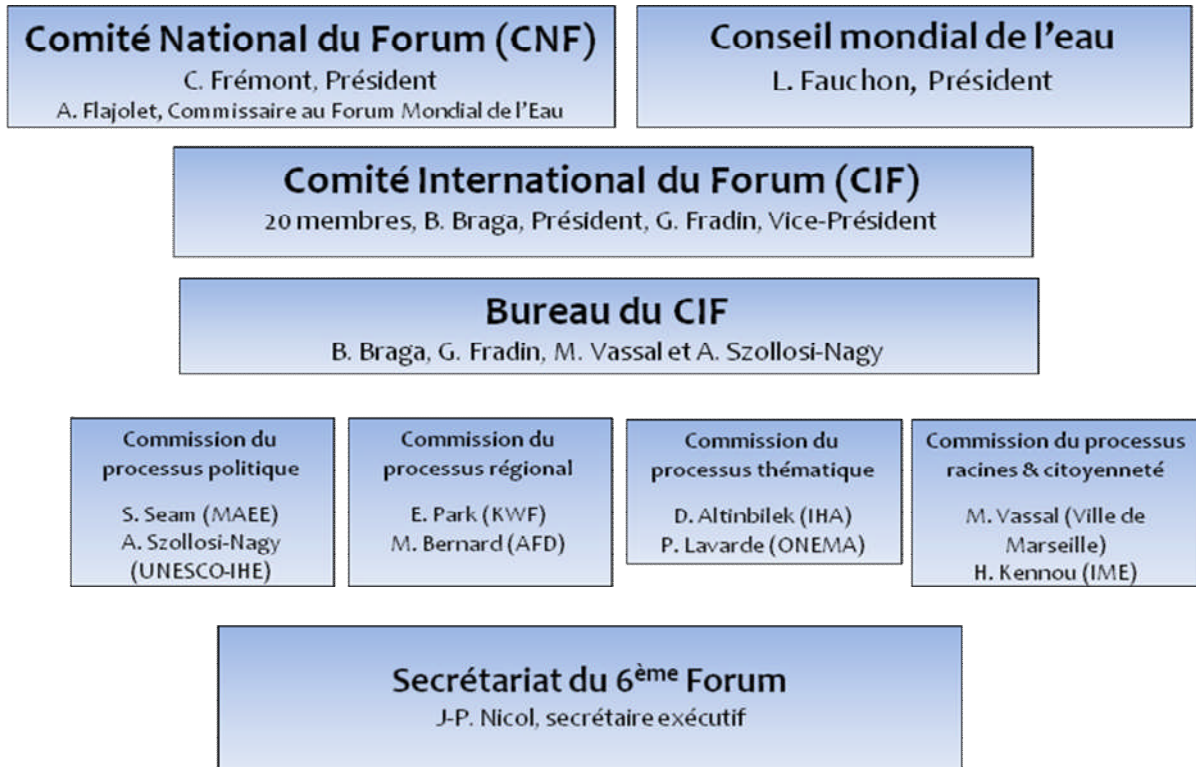 Comité National du Forum (CNF)
C. Frémont, Président
A. Flajolet, Commissaire au Forum Mondial de l'Eau
Conseil mondial de l'eau
L. Fauchon, Président
Comité International du Forum (CIF)
20 membres, B. Braga, Président, G. Fradin, Vice-Président
Bureau du CIF
B. Braga, G. Fradin, M. Vassal et A. Szollosi-Nagy
Commission du
processus politique
S. Seam (MAEE)
A. Szollosi-Nagy
(UNESCO-IHE)
Commission du
processus régional
E. Park (KWF)
M. Bernard (AFD)
Commission du
processus thématique
D. Altinbilek (IHA)
P. Lavarde (ONEMA)
Commission du processus
racines & citoyenneté
M. Vassal (Ville de
Marseille)
H. Kennou (IME)
Secrétariat du 6ème Forum
J-P. Nicol, secrétaire exécutif